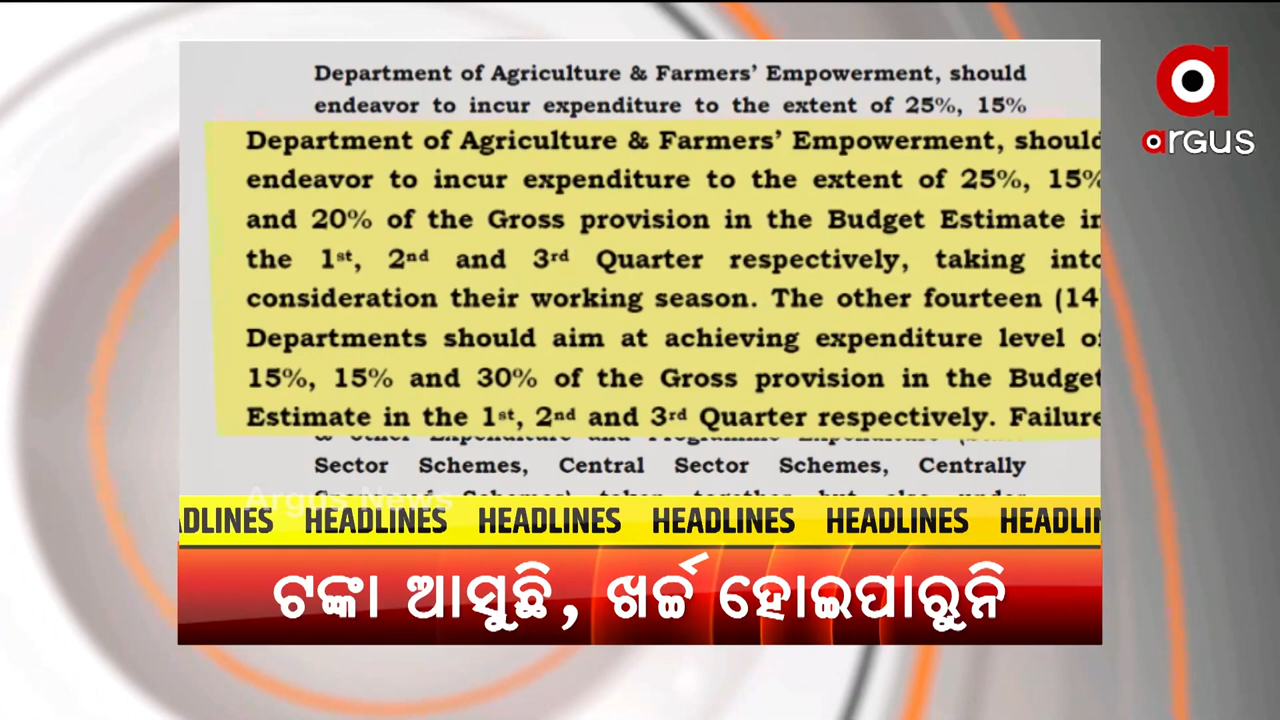 Department of Agriculture & Farmers' Empowerment, should
endeavor to incur expenditure to the extent of 25%, 15%
Department of Agriculture & Farmers' Empowerment, should
endeavor to incur expenditure to the extent of 25%, 15%
and 20% of the Gross provision in the Budget Estimate in
the 1st, 2nd and 3rd Quarter respectively, taking into
consideration their working season. The other fourteen (14
Departments should aim at achieving expenditure level of
15%, 15% and 30% of the Gross provision in the Budget
Estimate in the 1st, 2nd and 3rd Quarter respectively. Failure
Sector Schemes, Central Sector Schemes, Centrally
Argus News
ADLINES HEADLINES HEADLINES HEADLINES HEADLINES HEADLIN
ଟଙ୍କା ଆସୁଛି, ଖର୍ଚ୍ଚ ହୋଇପାରୁନି
argus